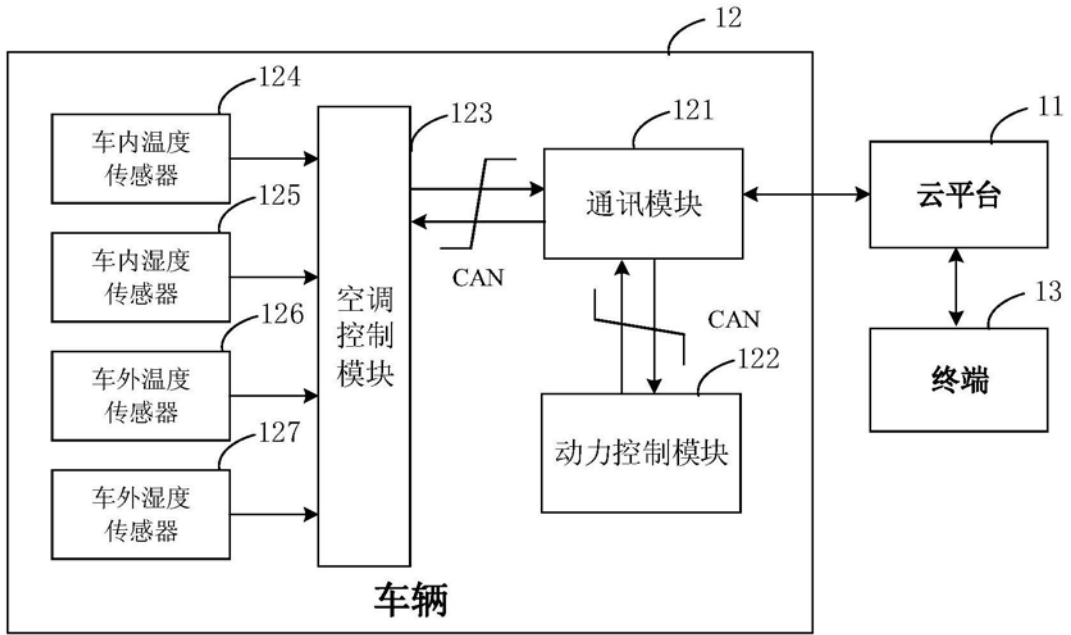 12
124
车内温度
传感器
125
车内湿度
传感器
126
车外温度
传感器
127
车外湿度
传感器
123
空调
控制
模块
CAN
121
通讯模块
CAN
122
动力控制模块
11
云平台
13
终端
车辆